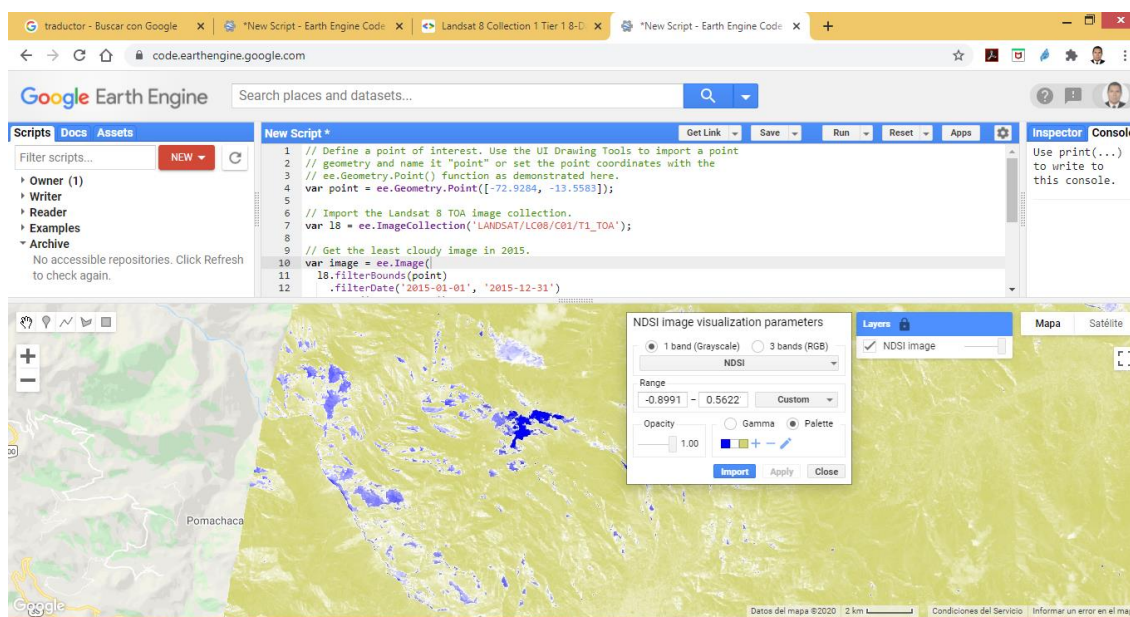 traductor - Buscar con Google
*New Script - Earth Engine Code
Landsat 8 Collection 1 Tier 1 8-D
*New Script - Earth Engine Code
code.earthengine.google.com
Google Earth Engine
Search places and datasets...
Scripts Docs Assets
New Script *
Get Link Save Run Reset Apps
Inspector Console
Filter scripts...
NEW
Owner (1)
Writer
Reader
Examples
Archive
No accessible repositories. Click Refresh
to check again.
1 // Define a point of interest. Use the UI Drawing Tools to import a point
2 // geometry and name it "point" or set the point coordinates with the
3 // ee.Geometry.Point() function as demonstrated here.
4 var point = ee.Geometry.Point([-72.9284, -13.5583]);
5
6 // Import the Landsat 8 TOA image collection.
7 var l8 = ee.ImageCollection('LANDSAT/LC08/C01/T1_TOA');
8
9 // Get the least cloudy image in 2015.
10 var image = ee.Image(
11 l8.filterBounds(point)
12 .filterDate('2015-01-01', '2015-12-31')
Use print(...)
to write to
this console.
NDSI image visualization parameters
1 band (Grayscale) 3 bands (RGB)
NDSI
Range
-0.8991 – 0.5622 Custom
Opacity
Gamma Palette
1.00
Import Apply Close
Layers
NDSI image
Mapa Satélite
Pomachaca
Google
Datos del mapa ©2020 2 km Condiciones del Servicio Informar un error en el map